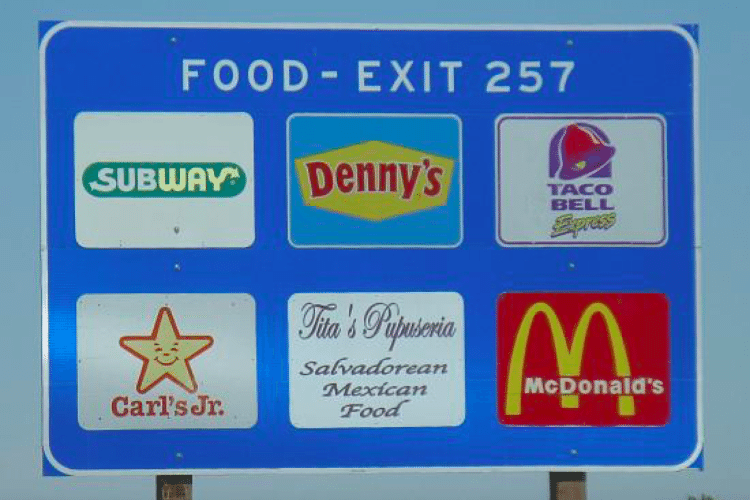 FOOD - EXIT 257
SUBWAY
Denny's
TACO
BELL
Express
Carl's Jr.
Tita's Pupuseria
Salvadorean
Mexican
Food
McDonald's